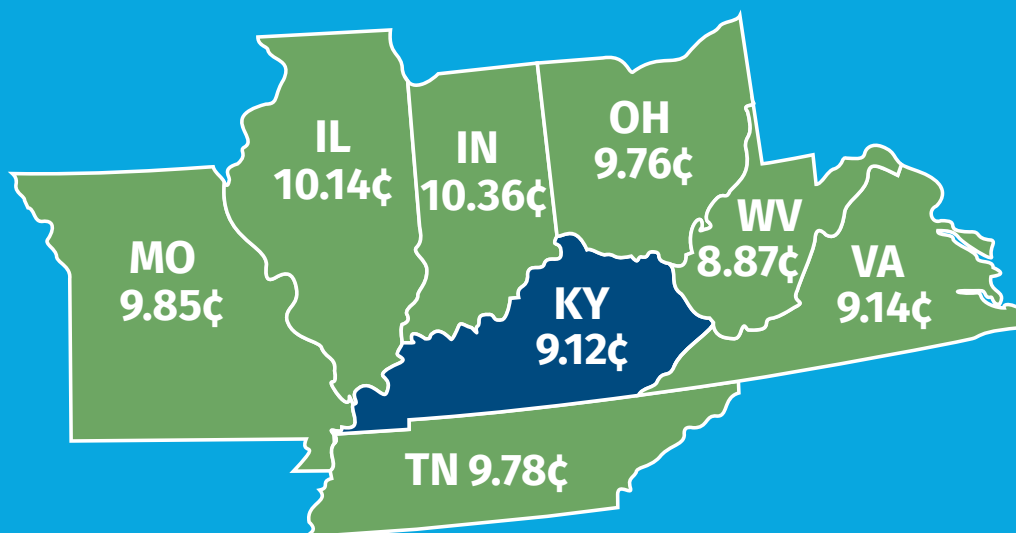 IL
10.14¢
IN
10.36¢
OH
9.76¢
WV
8.87¢
MO
9.85¢
VA
9.14¢
KY
9.12¢
TN 9.78¢